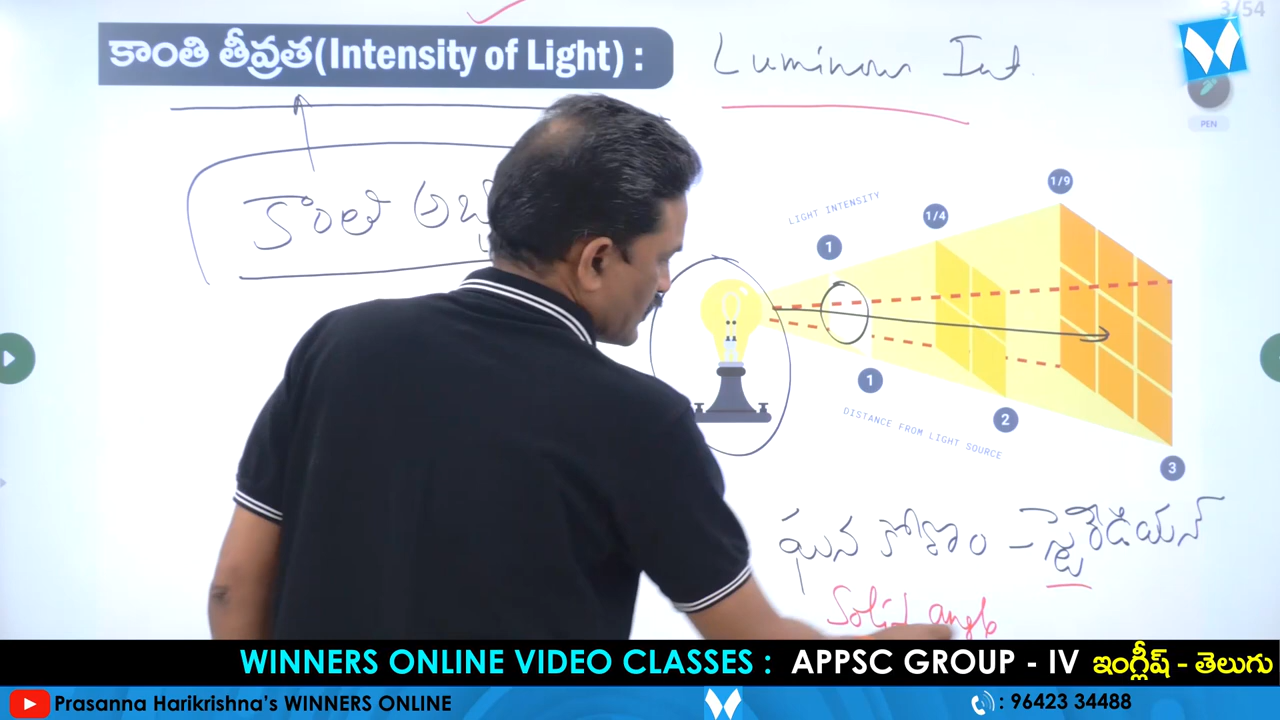 3/54
కాంతి తీవ్రత(Intensity of Light) :
Luminous Int.
PEN
కాంతి
LIGHT INTENSITY
1
1/4
1/9
1
2
3
DISTANCE FROM LIGHT SOURCE
ఘన కోణం - స్టెరేడియన్
Solid angle
WINNERS ONLINE VIDEO CLASSES : APPSC GROUP - IV ఇంగ్లీష్ - తెలుగు
Prasanna Harikrishna's WINNERS ONLINE
: 96423 34488